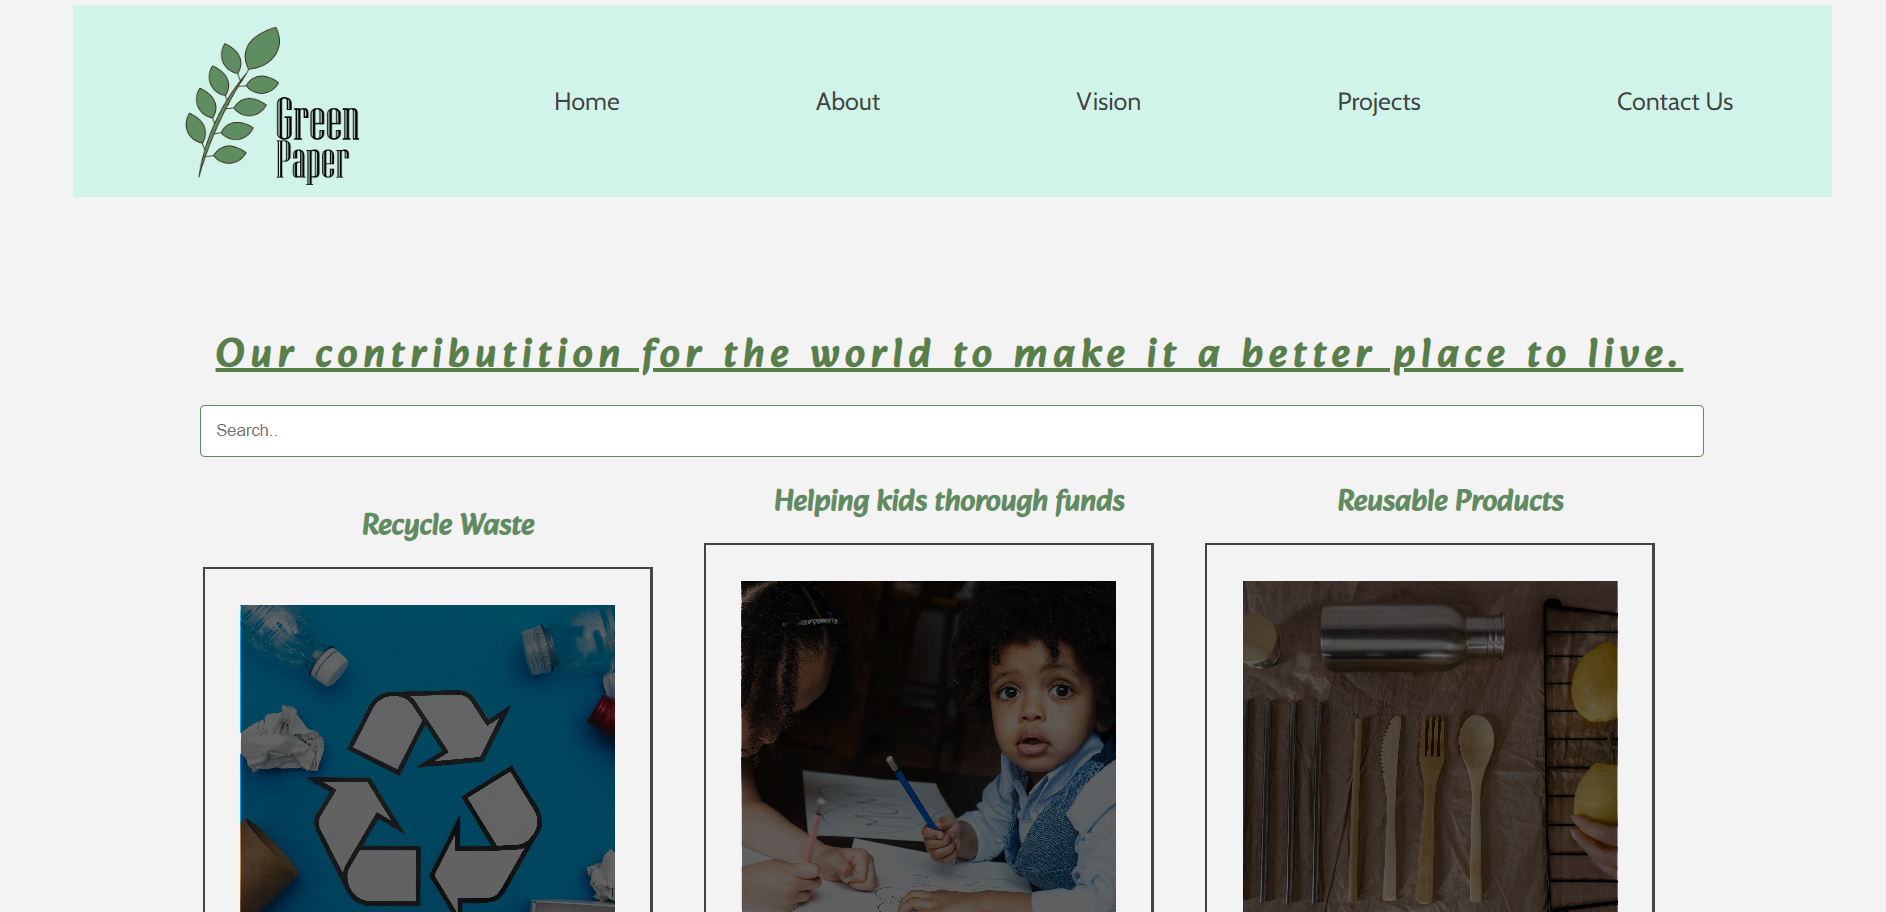 Green
Paper
Home
About
Vision
Projects
Contact Us
Our contributition for the world to make it a better place to live.
Search..
Recycle Waste
Helping kids thorough funds
Reusable Products